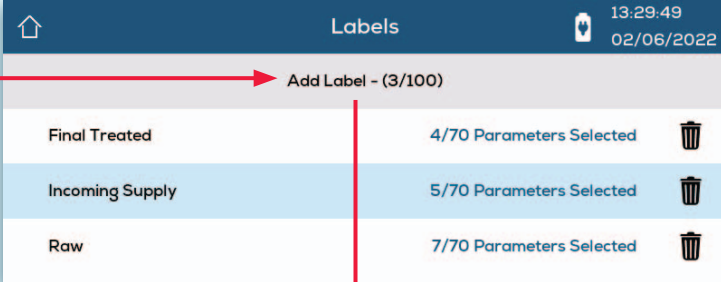 Labels
13:29:49
02/06/2022
Add Label - (3/100)
Final Treated 4/70 Parameters Selected
Incoming Supply 5/70 Parameters Selected
Raw 7/70 Parameters Selected